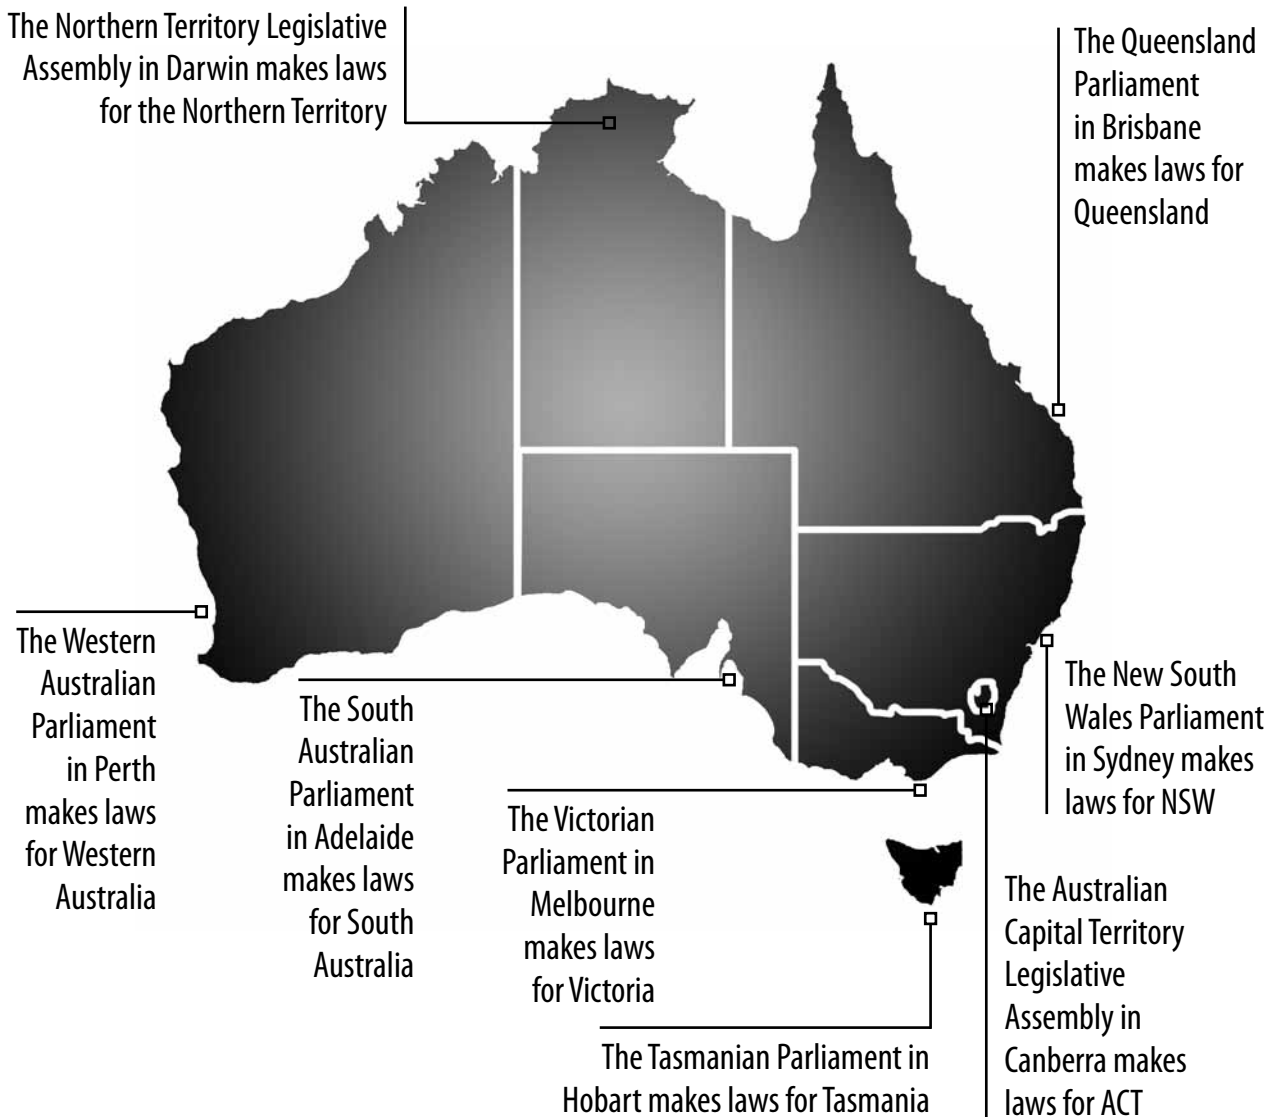 The Northern Territory Legislative
Assembly in Darwin makes laws
for the Northern Territory
The Queensland
Parliament
in Brisbane
makes laws for
Queensland
The Western
Australian
Parliament
in Perth
makes laws
for Western
Australia
The South
Australian
Parliament
in Adelaide
makes laws
for South
Australia
The Victorian
Parliament in
Melbourne
makes laws
for Victoria
The New South
Wales Parliament
in Sydney makes
laws for NSW
The Tasmanian Parliament in
Hobart makes laws for Tasmania
The Australian
Capital Territory
Legislative
Assembly in
Canberra makes
laws for ACT